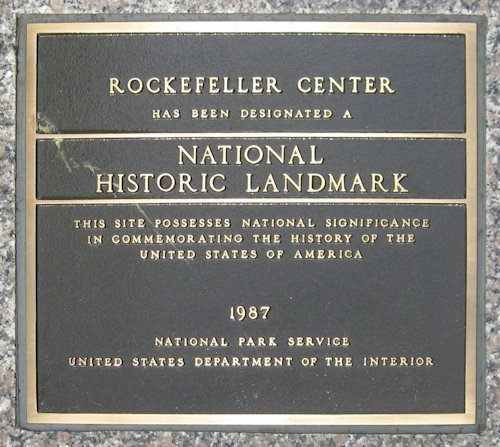 ROCKEFELLER CENTER
HAS BEEN DESIGNATED A
NATIONAL
HISTORIC LANDMARK
THIS SITE POSSESSES NATIONAL SIGNIFICANCE
IN COMMEMORATING THE HISTORY OF THE
UNITED STATES OF AMERICA
1987
NATIONAL PARK SERVICE
UNITED STATES DEPARTMENT OF THE INTERIOR